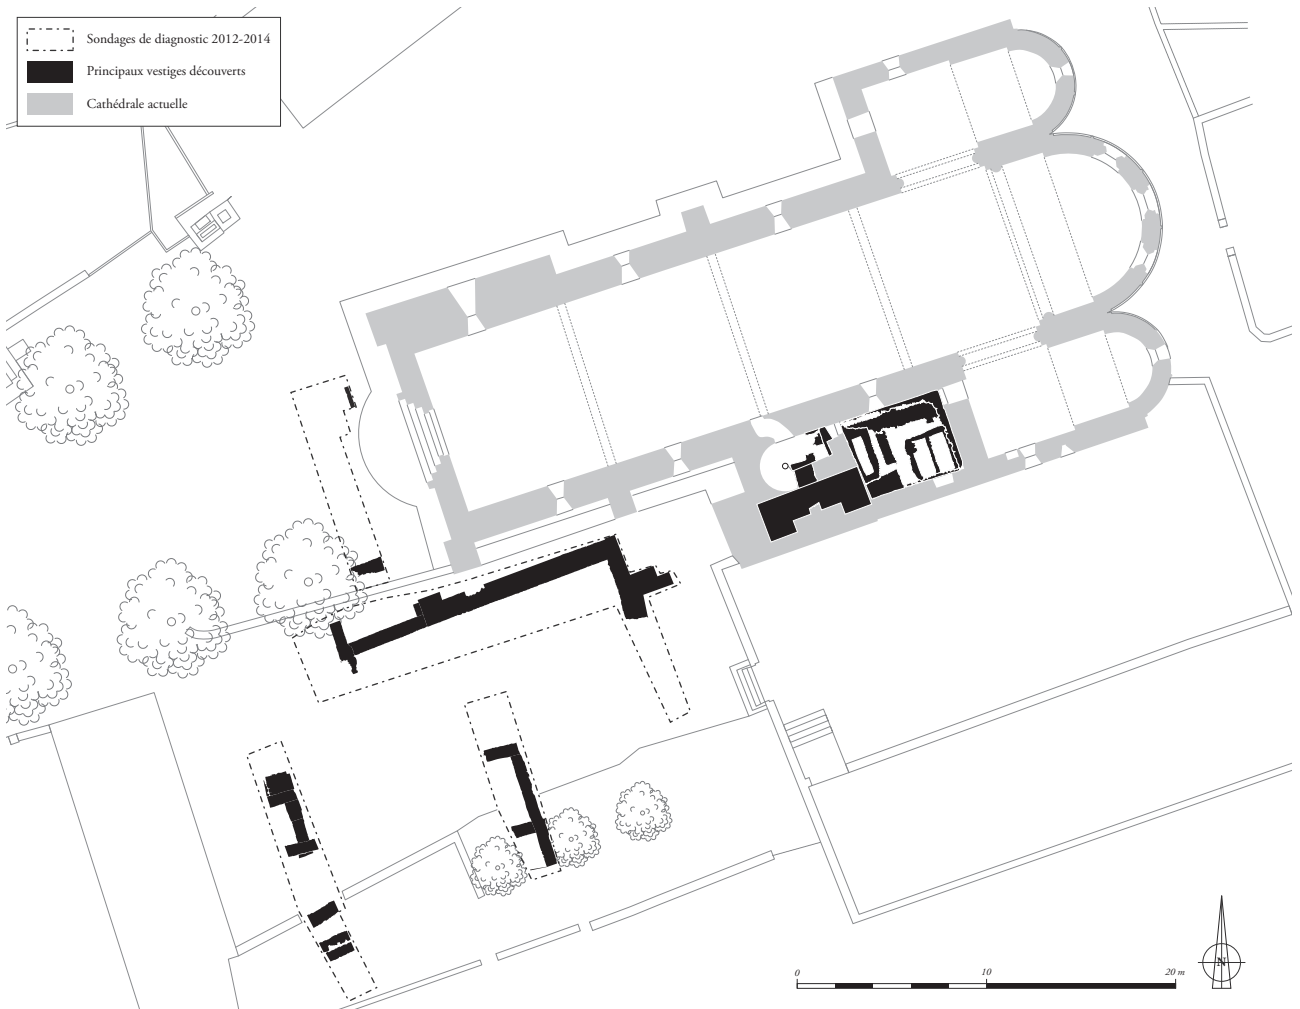 Sondages de diagnostic 2012-2014
Principaux vestiges découverts
Cathédrale actuelle
0 10 20 m
N